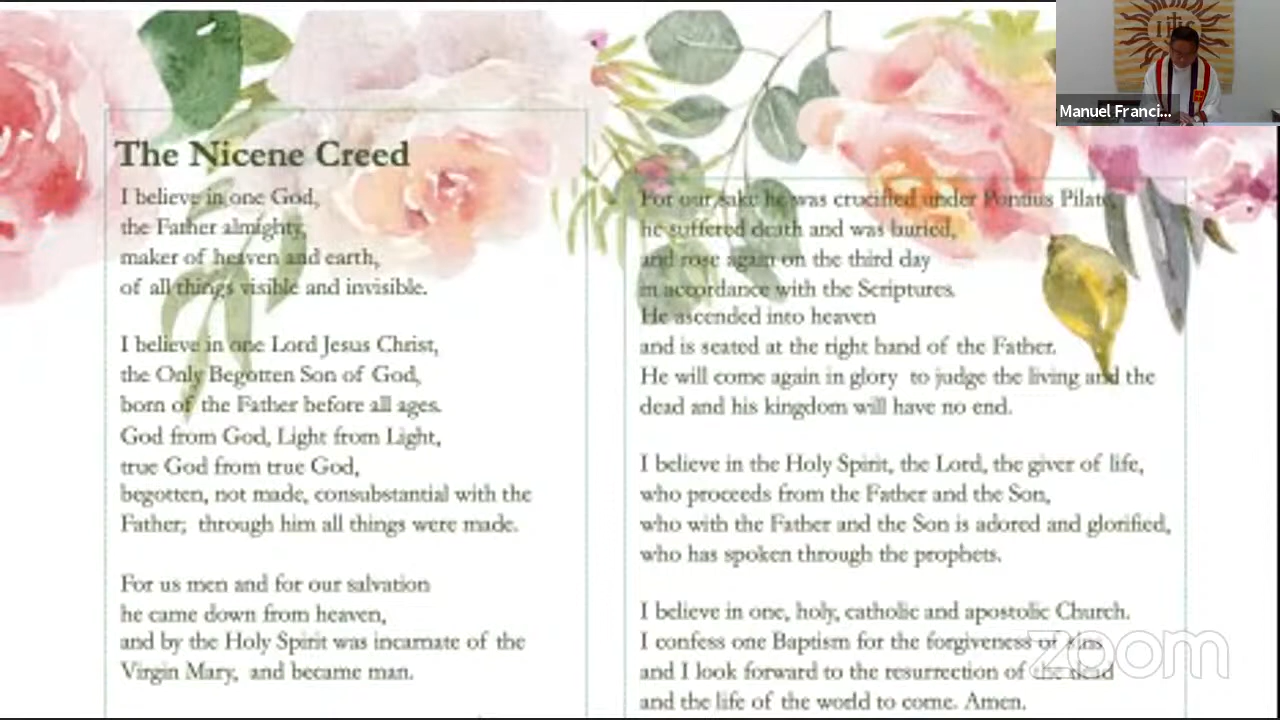 The Nicene Creed
I believe in one God,
the Father almighty,
maker of heaven and earth,
of all things visible and invisible.
I believe in one Lord Jesus Christ,
the Only Begotten Son of God,
born of the Father before all ages.
God from God, Light from Light,
true God from true God,
begotten, not made, consubstantial with the
Father; through him all things were made.
For us men and for our salvation
he came down from heaven,
and by the Holy Spirit was incarnate of the
Virgin Mary, and became man.
For our sake he was crucified under Pontius Pilate,
he suffered death and was buried,
and rose again on the third day
in accordance with the Scriptures.
He ascended into heaven
and is seated at the right hand of the Father.
He will come again in glory to judge the living and the
dead and his kingdom will have no end.
I believe in the Holy Spirit, the Lord, the giver of life,
who proceeds from the Father and the Son,
who with the Father and the Son is adored and glorified,
who has spoken through the prophets.
I believe in one, holy, catholic and apostolic Church.
I confess one Baptism for the forgiveness of sins
and I look forward to the resurrection of the dead
and the life of the world to come. Amen.
IHS
Manuel Franci...
zoom